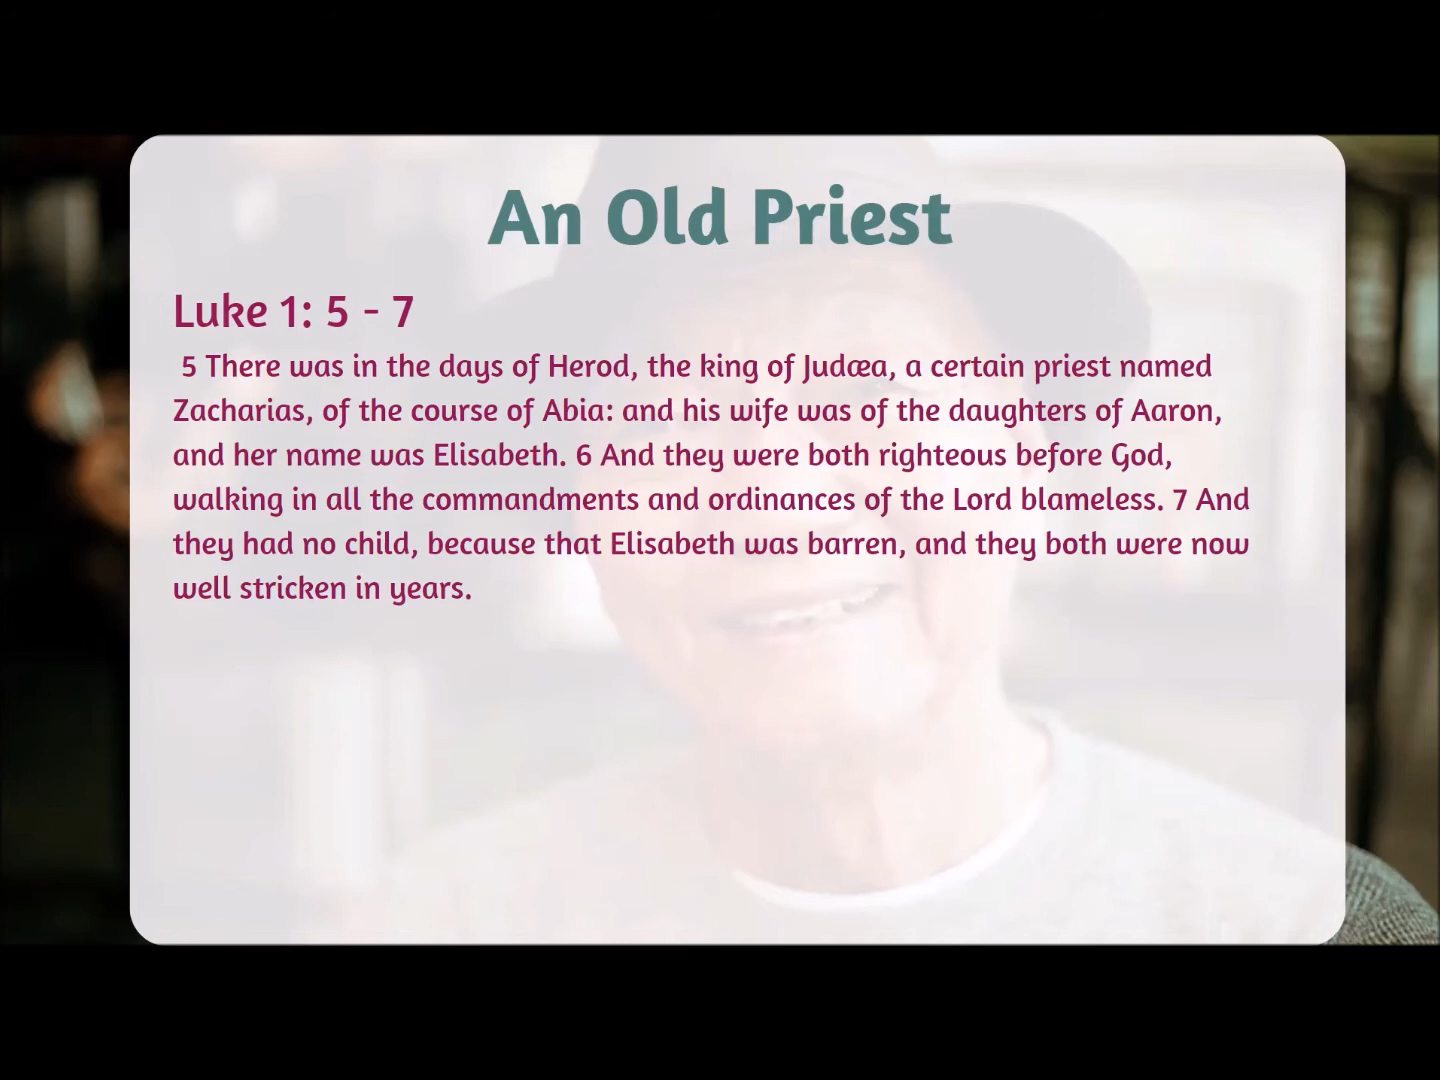 An Old Priest
Luke 1: 5 - 7
5 There was in the days of Herod, the king of Judæa, a certain priest named
Zacharias, of the course of Abia: and his wife was of the daughters of Aaron,
and her name was Elisabeth. 6 And they were both righteous before God,
walking in all the commandments and ordinances of the Lord blameless. 7 And
they had no child, because that Elisabeth was barren, and they both were now
well stricken in years.